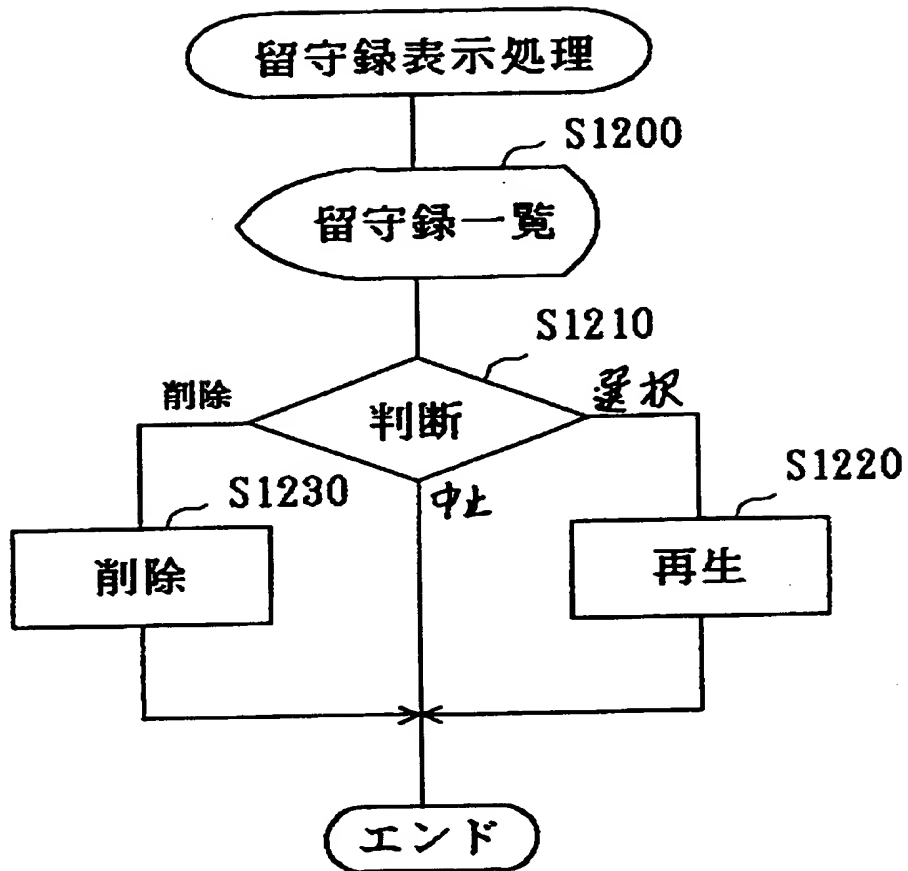 留守録表示処理
S1200
留守録一覧
S1210
削除
判断
選択
S1230
中止
S1220
削除
再生
エンド